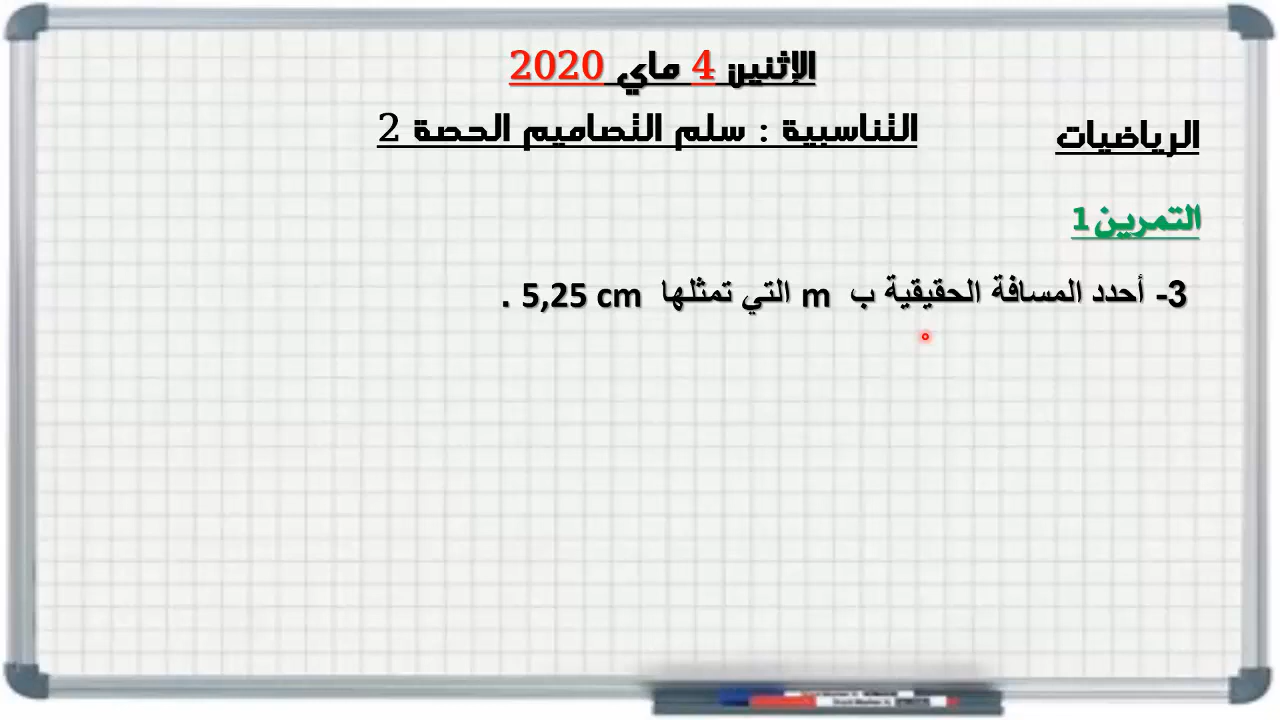 الإثنين 4 ماي 2020
الرياضيات
التناسبية : سلم التصاميم الحصة 2
التمرين 1
3- أحدد المسافة الحقيقية ب m التي تمثلها 5,25 cm .